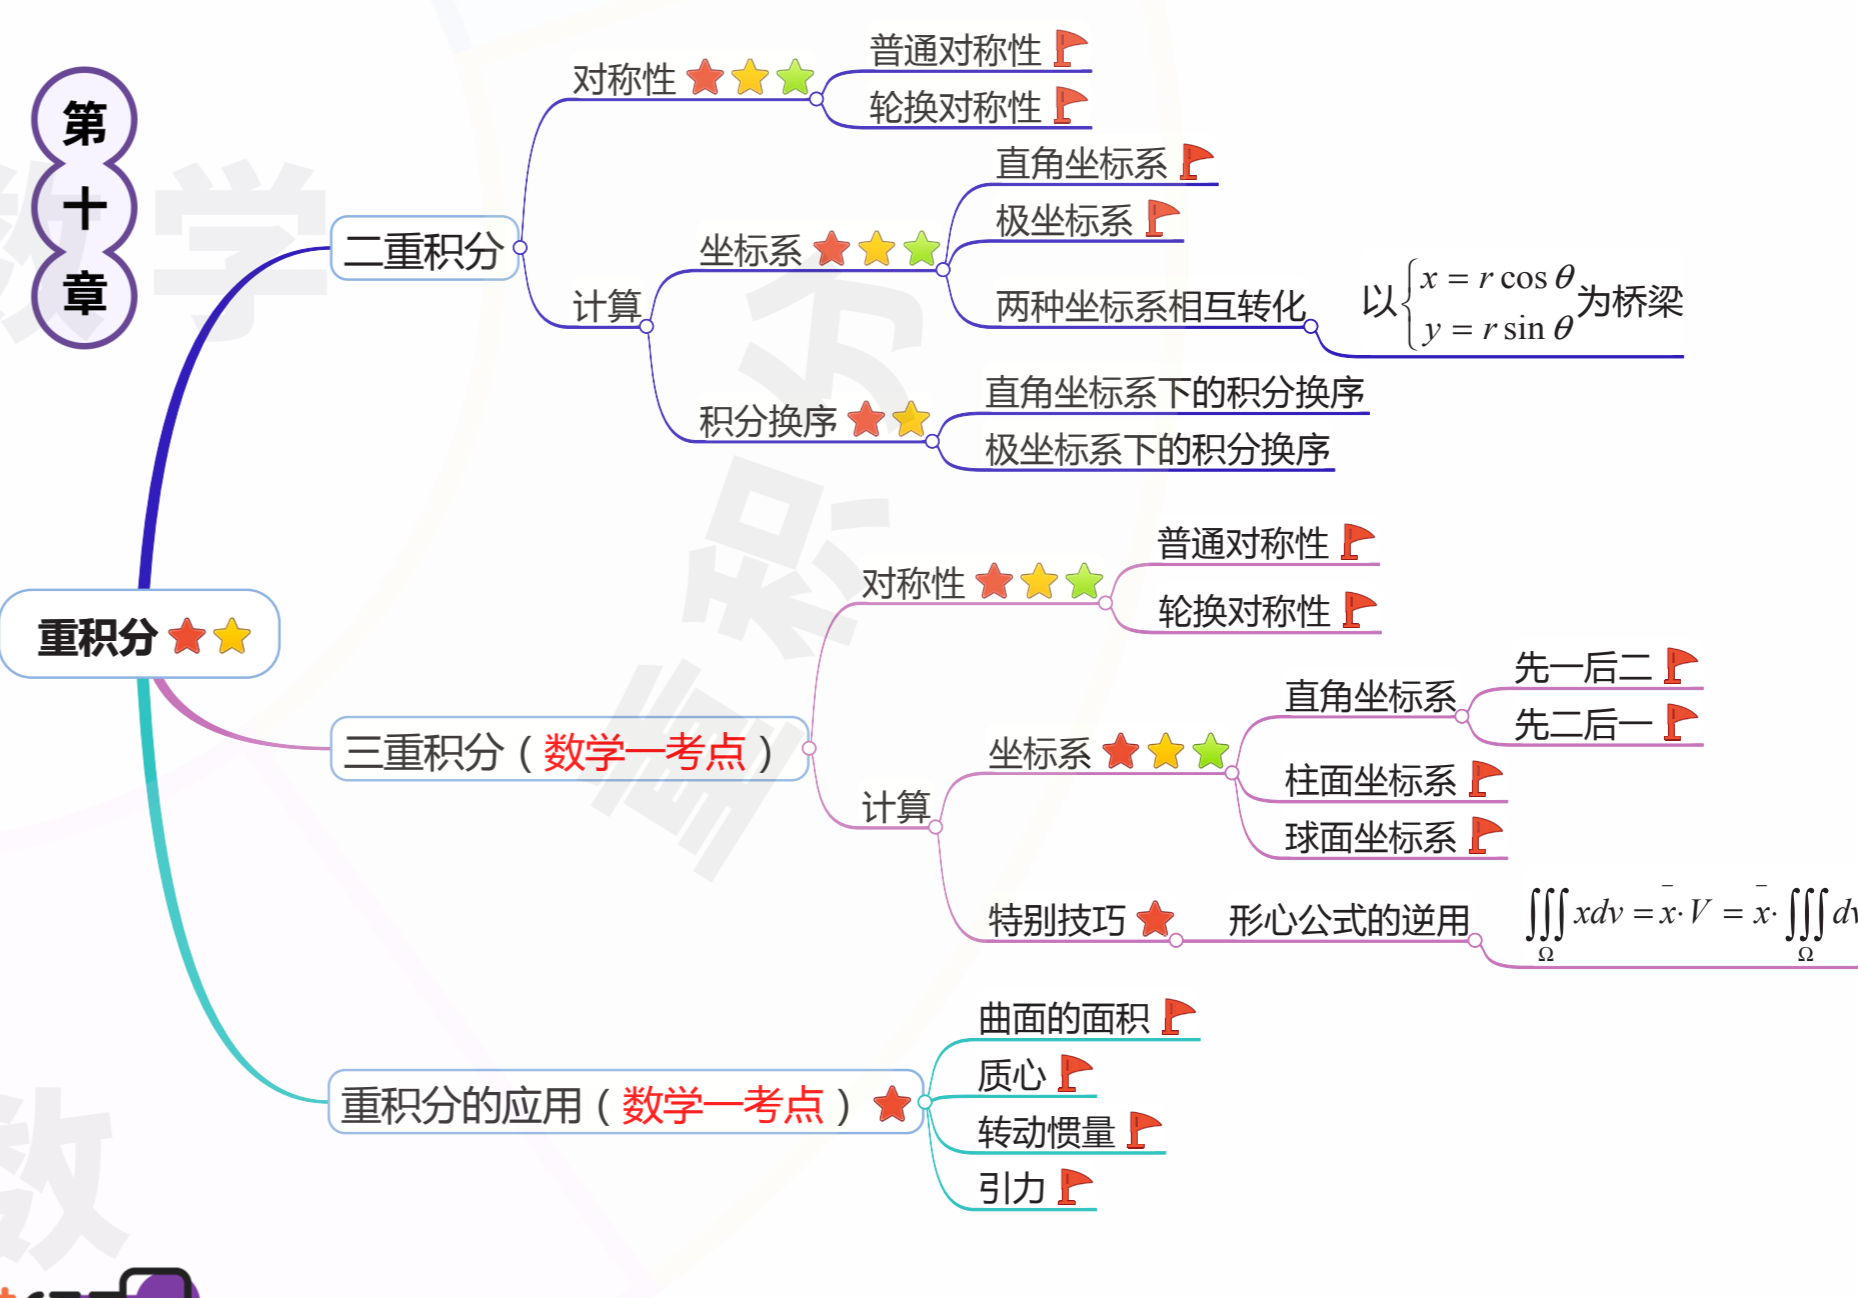 第
十
章
重积分
二重积分
对称性
普通对称性
轮换对称性
计算
坐标系
直角坐标系
极坐标系
两种坐标系相互转化
以{x = r cos θ
y = r sin θ 为桥梁
积分换序
直角坐标系下的积分换序
极坐标系下的积分换序
三重积分（数学一考点）
对称性
普通对称性
轮换对称性
计算
坐标系
直角坐标系
先一后二
先二后一
柱面坐标系
球面坐标系
特别技巧
形心公式的逆用
∭_Ω xdv = x̄·V = x̄·∭_Ω dv
重积分的应用（数学一考点）
曲面的面积
质心
转动惯量
引力
数学
重积分
数